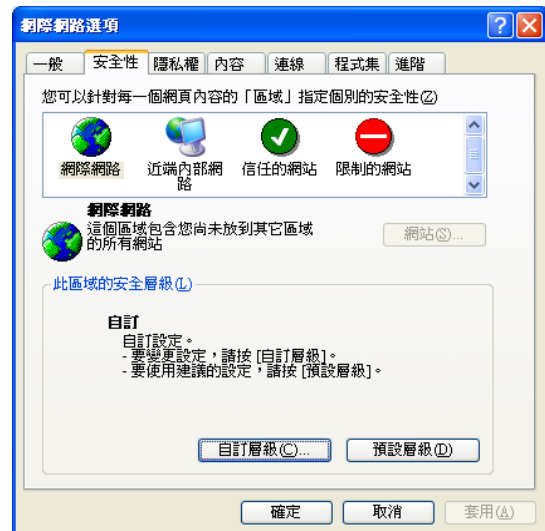 網際網路選項
一般 安全性 隱私權 內容 連線 程式集 進階
您可以針對每一個網頁內容的「區域」指定個別的安全性(Z)
網際網路 近端內部網路 信任的網站 限制的網站
網際網路
這個區域包含您尚未放到其它區域
的所有網站
網站(S)...
此區域的安全層級(L)
自訂
自訂設定。
- 要變更設定，請按 [自訂層級]。
- 要使用建議的設定，請按 [預設層級]。
自訂層級(C)... 預設層級(D)
確定 取消 套用(A)